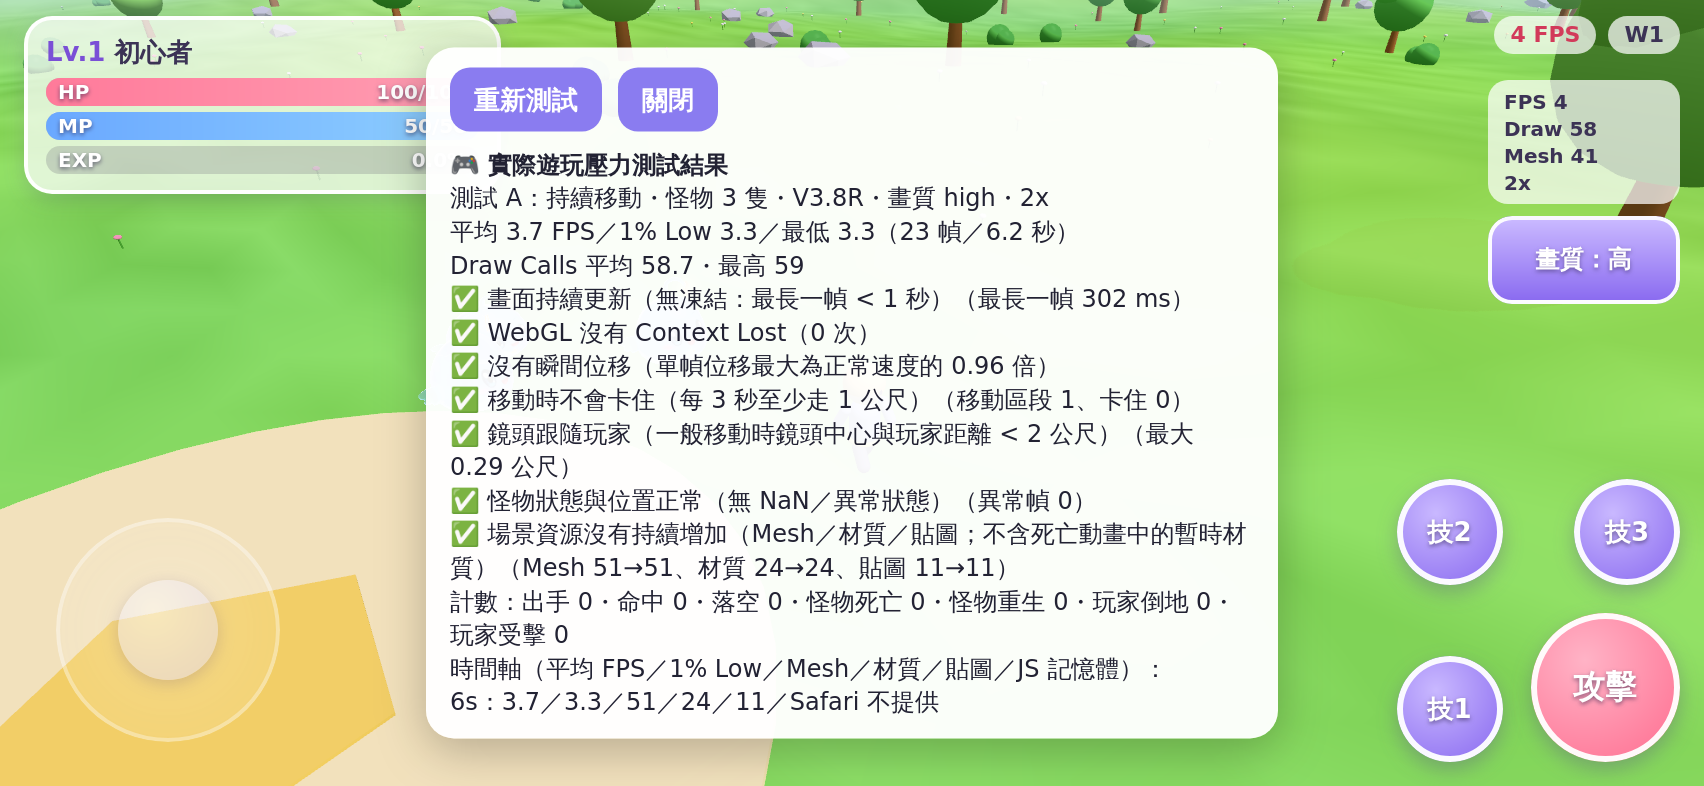 Lv.1 初心者
HP 100/
MP 50/
EXP 0
4 FPS
W1
FPS 4
Draw 58
Mesh 41
2x
畫質：高
重新測試
關閉
🎮 實際遊玩壓力測試結果
測試 A：持續移動・怪物 3 隻・V3.8R・畫質 high・2x
平均 3.7 FPS／1% Low 3.3／最低 3.3（23 幀／6.2 秒）
Draw Calls 平均 58.7・最高 59
✅ 畫面持續更新（無凍結：最長一幀 < 1 秒）（最長一幀 302 ms）
✅ WebGL 沒有 Context Lost（0 次）
✅ 沒有瞬間位移（單幀位移最大為正常速度的 0.96 倍）
✅ 移動時不會卡住（每 3 秒至少走 1 公尺）（移動區段 1、卡住 0）
✅ 鏡頭跟隨玩家（一般移動時鏡頭中心與玩家距離 < 2 公尺）（最大
0.29 公尺）
✅ 怪物狀態與位置正常（無 NaN／異常狀態）（異常幀 0）
✅ 場景資源沒有持續增加（Mesh／材質／貼圖；不含死亡動畫中的暫時材
質）（Mesh 51→51、材質 24→24、貼圖 11→11）
計數：出手 0・命中 0・落空 0・怪物死亡 0・怪物重生 0・玩家倒地 0・
玩家受擊 0
時間軸（平均 FPS／1% Low／Mesh／材質／貼圖／JS 記憶體）：
6s：3.7／3.3／51／24／11／Safari 不提供
技2
技3
技1
攻擊